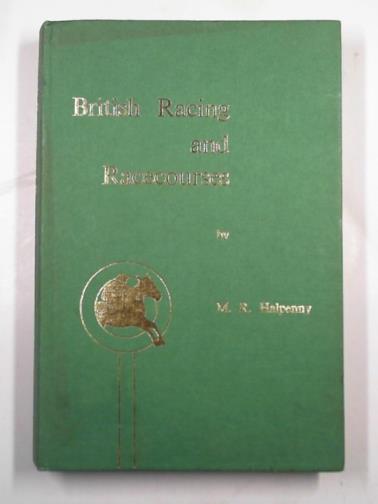 British Racing
and
Racecourses
by
M. R. Halpenny